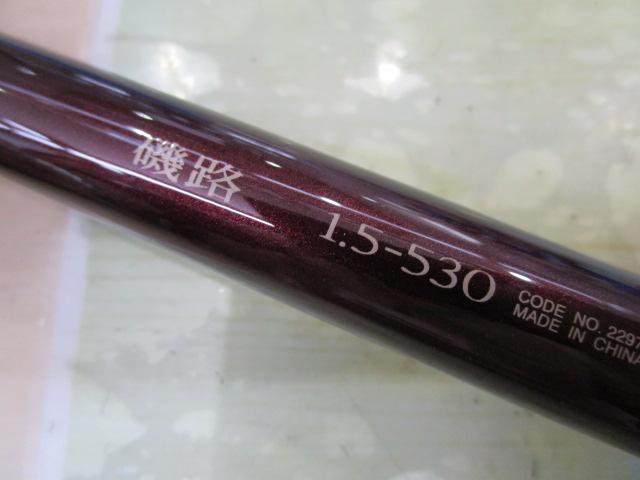 磯路 1.5-530
CODE NO. 2297
MADE IN CHINA